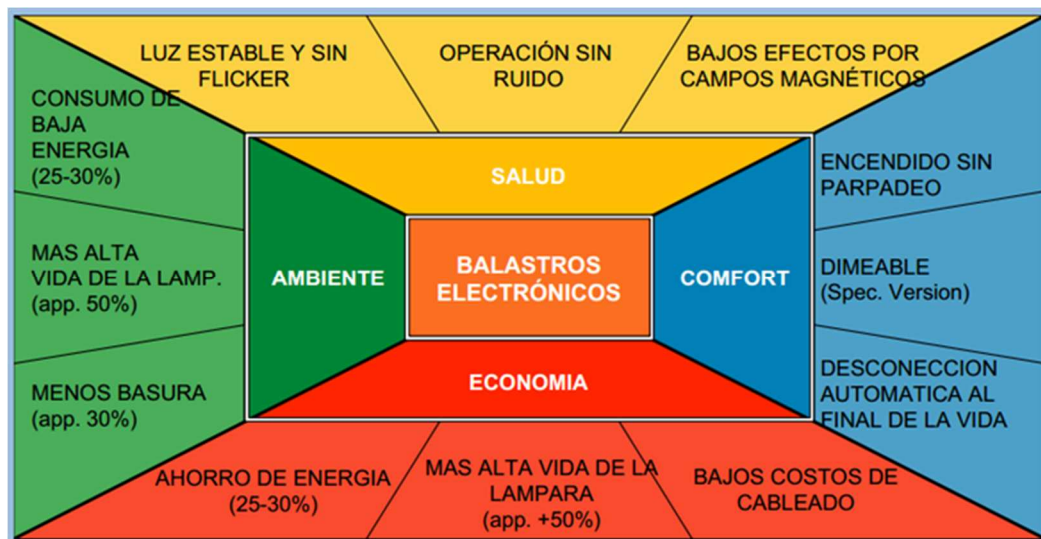 LUZ ESTABLE Y SIN
FLICKER
OPERACIÓN SIN
RUIDO
BAJOS EFECTOS POR
CAMPOS MAGNÉTICOS
CONSUMO DE
BAJA
ENERGIA
(25-30%)
MAS ALTA
VIDA DE LA LAMP.
(app. 50%)
MENOS BASURA
(app. 30%)
SALUD
AMBIENTE
BALASTROS
ELECTRÓNICOS
COMFORT
ECONOMIA
ENCENDIDO SIN
PARPADEO
DIMEABLE
(Spec. Version)
DESCONECCION
AUTOMATICA AL
FINAL DE LA VIDA
AHORRO DE ENERGIA
(25-30%)
MAS ALTA VIDA DE LA
LAMPARA
(app. +50%)
BAJOS COSTOS DE
CABLEADO